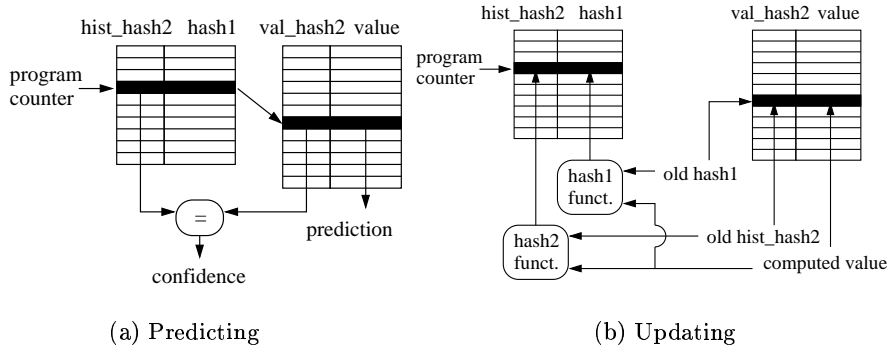 hist_hash2 hash1 val_hash2 value
program
counter
=
prediction
confidence
(a) Predicting
hist_hash2 hash1 val_hash2 value
program
counter
hash1
funct.
old hash1
hash2
funct.
old hist_hash2
computed value
(b) Updating